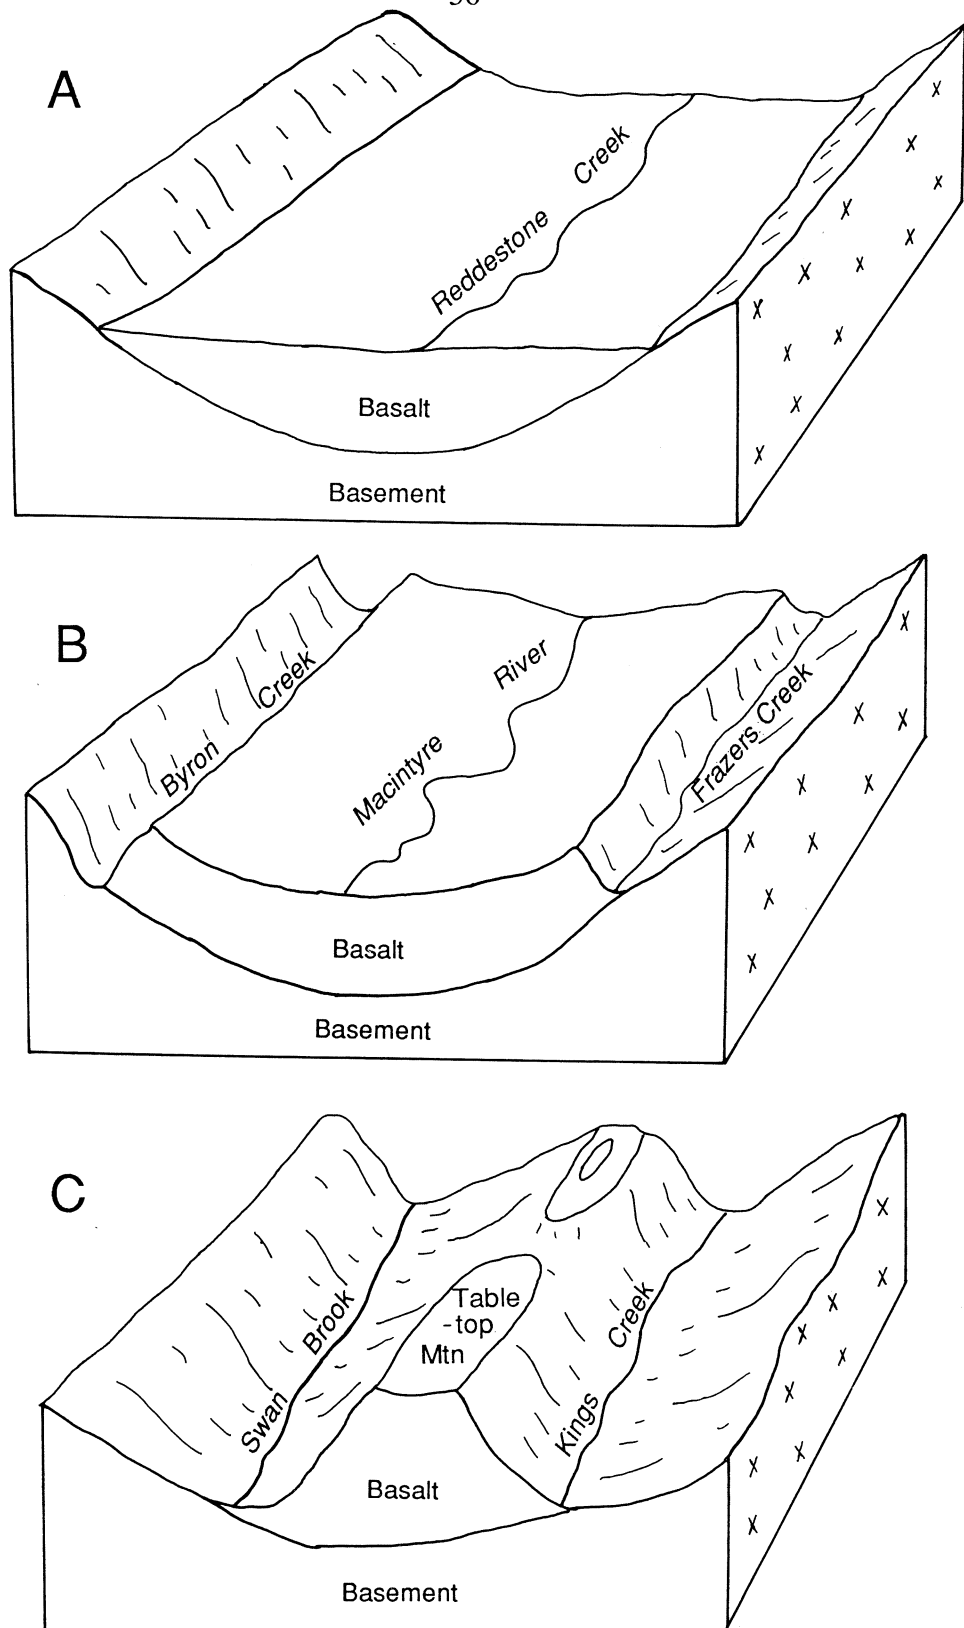 A
Reddestone Creek
Basalt
Basement
B
Byron Creek
Macintyre River
Frazers Creek
Basalt
Basement
C
Swan Brook
Table
-top
Mtn
Kings Creek
Basalt
Basement